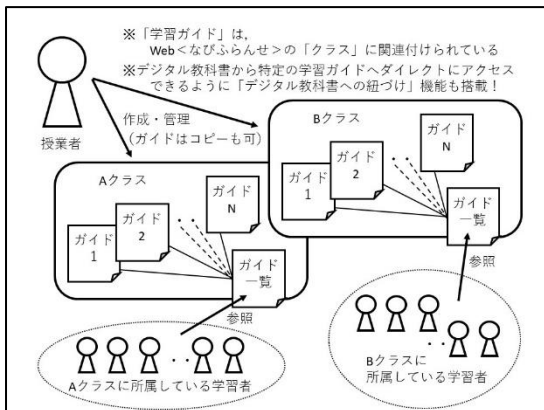 ※「学習ガイド」は，
Web＜なびふらんせ＞の「クラス」に関連付けられている
※デジタル教科書から特定の学習ガイドへダイレクトにアクセス
できるように「デジタル教科書への紐づけ」機能も搭載！
授業者
作成・管理
（ガイドはコピーも可）
Aクラス
ガイド
1
ガイド
2
ガイド
N
ガイド
一覧
参照
Aクラスに所属している学習者
Bクラス
ガイド
1
ガイド
2
ガイド
N
ガイド
一覧
参照
Bクラスに
所属している学習者